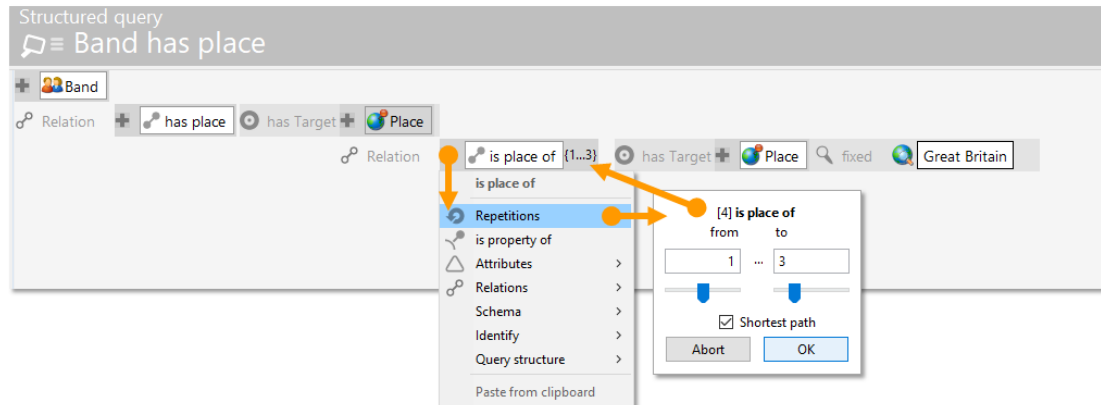 Structured query
Band has place
Band
Relation has place has Target Place
Relation is place of {1...3} has Target Place fixed Great Britain
is place of
Repetitions
is property of
Attributes
Relations
Schema
Identify
Query structure
Paste from clipboard
[4] is place of
from to
1 ... 3
Shortest path
Abort OK